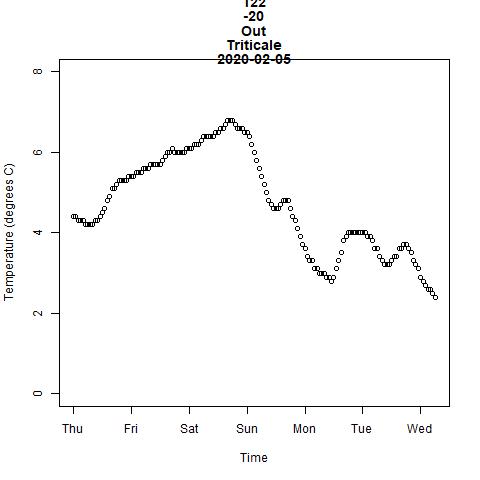 122
-20
Out
Triticale
2020-02-05
Temperature (degrees C)
8
6
4
2
0
Thu Fri Sat Sun Mon Tue Wed
Time